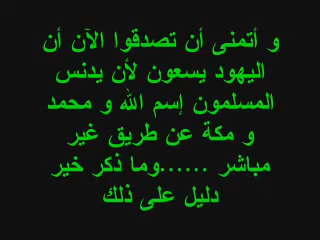 و أتمنى أن تصدقوا الآن أن
اليهود يسعون لأن يدنس
المسلمون إسم الله و محمد
و مكة عن طريق غير
مباشر ......وما ذكر خير
دليل على ذلك